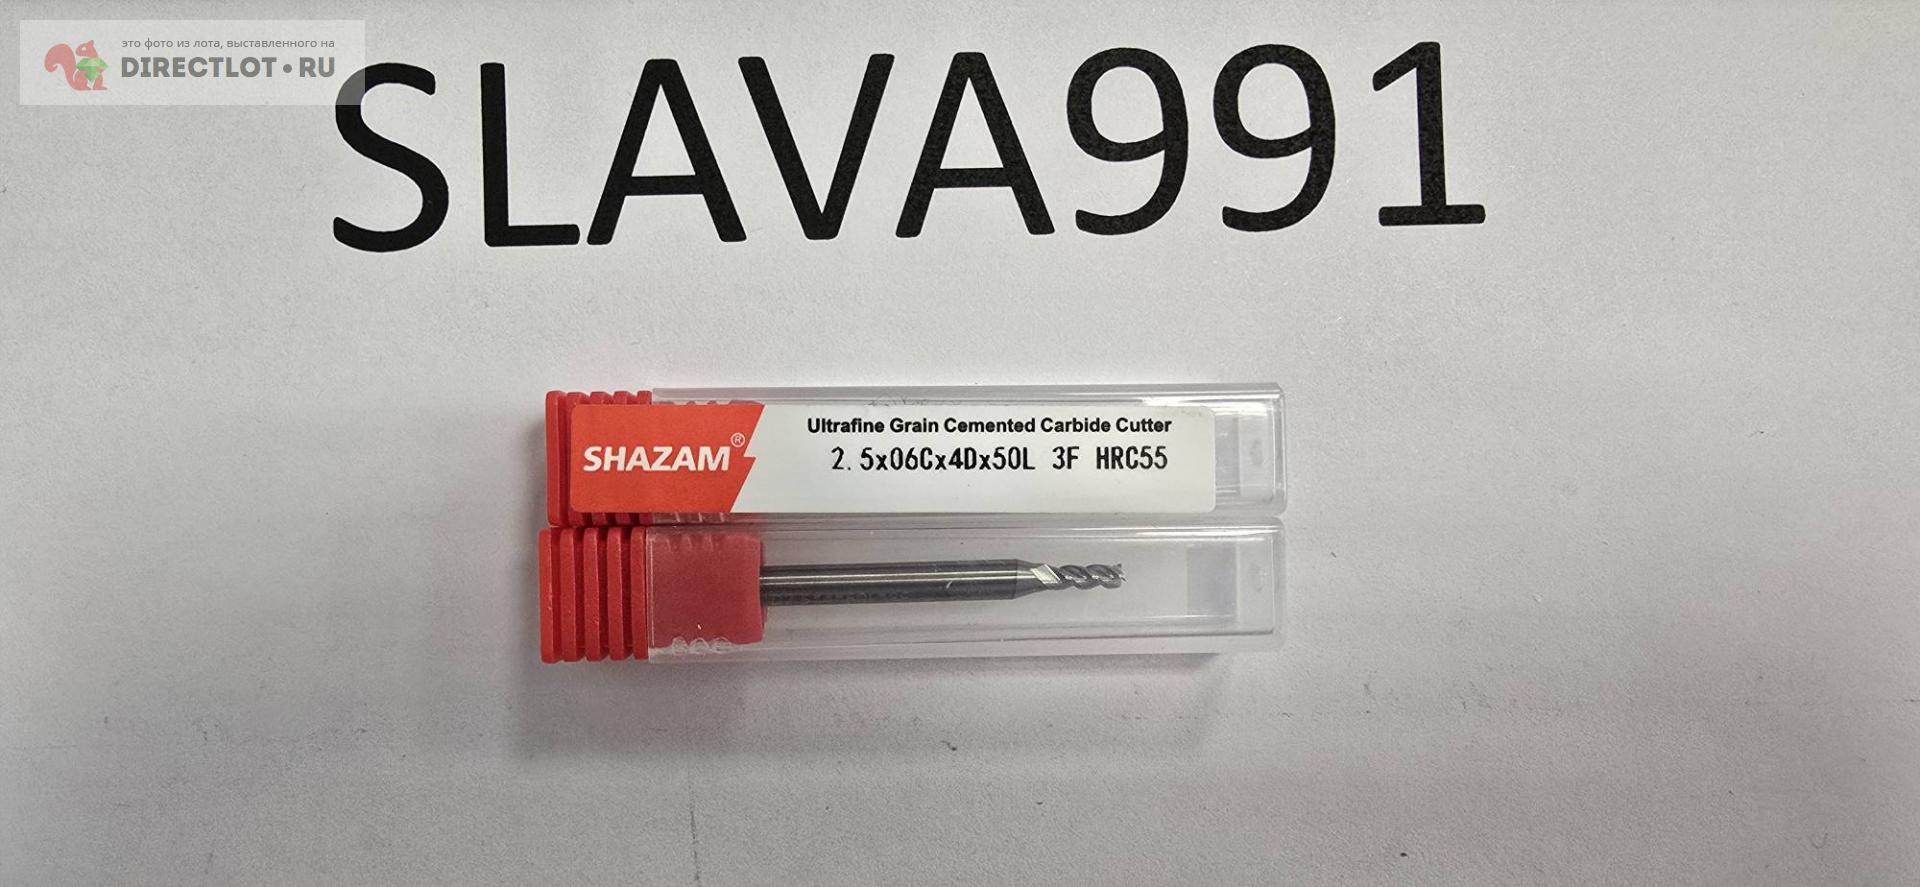 это фото из лота, выставленного на
DIRECTLOT•RU
SLAVA991
Ultrafine Grain Cemented Carbide Cutter
SHAZAM®
2.5x06Cx4Dx50L 3F HRC55